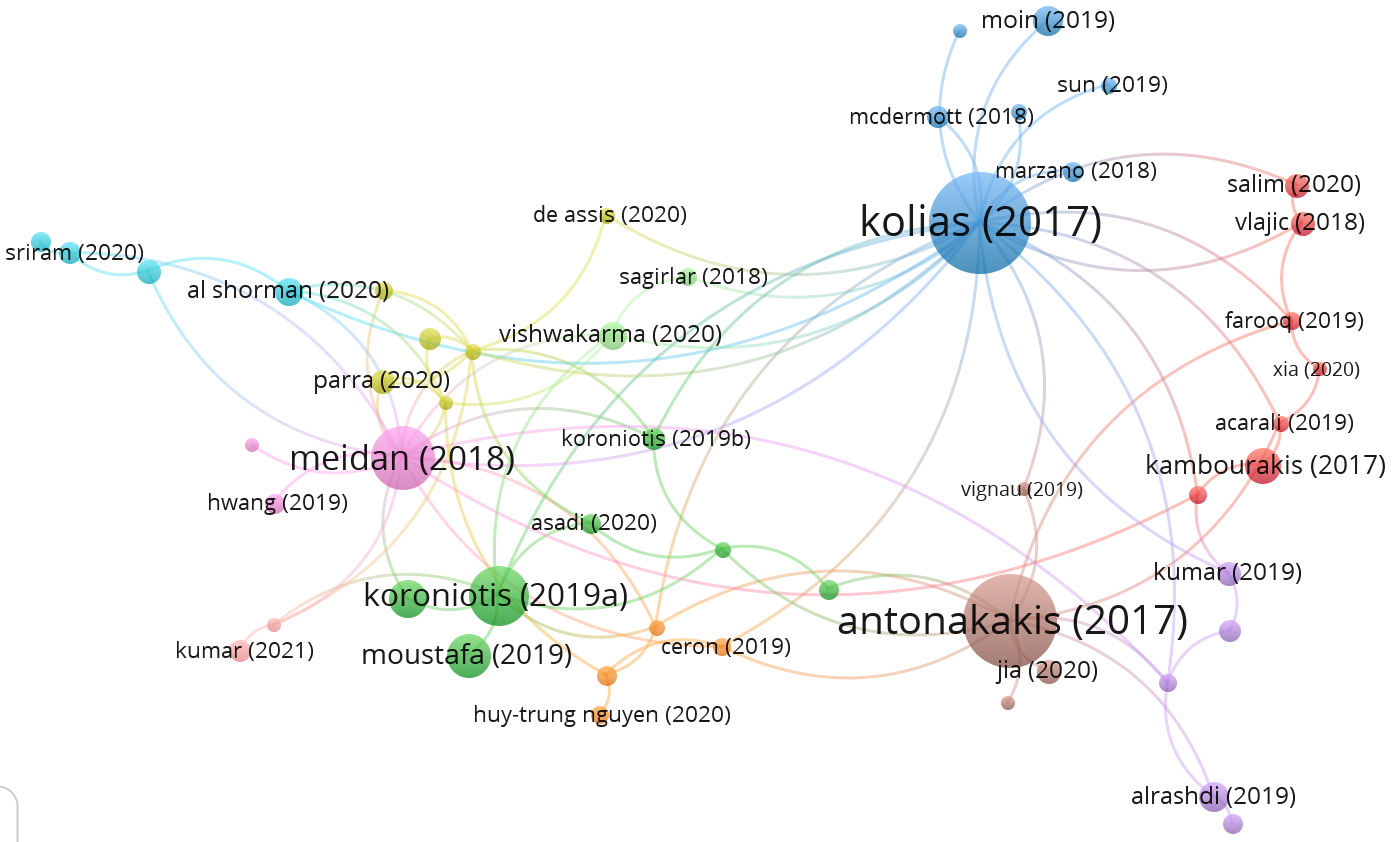 moin (2019)
sun (2019)
mcdermott (2018)
marzano (2018)
salim (2020)
de assis (2020)
kolias (2017)
vlajic (2018)
sriram (2020)
sagirlar (2018)
al shorman (2020)
farooq (2019)
vishwakarma (2020)
xia (2020)
parra (2020)
acarali (2019)
koroniotis (2019b)
meidan (2018)
kambourakis (2017)
vignau (2019)
hwang (2019)
asadi (2020)
kumar (2019)
koroniotis (2019a)
antonakakis (2017)
kumar (2021)
moustafa (2019)
ceron (2019)
jia (2020)
huy-trung nguyen (2020)
alrashdi (2019)